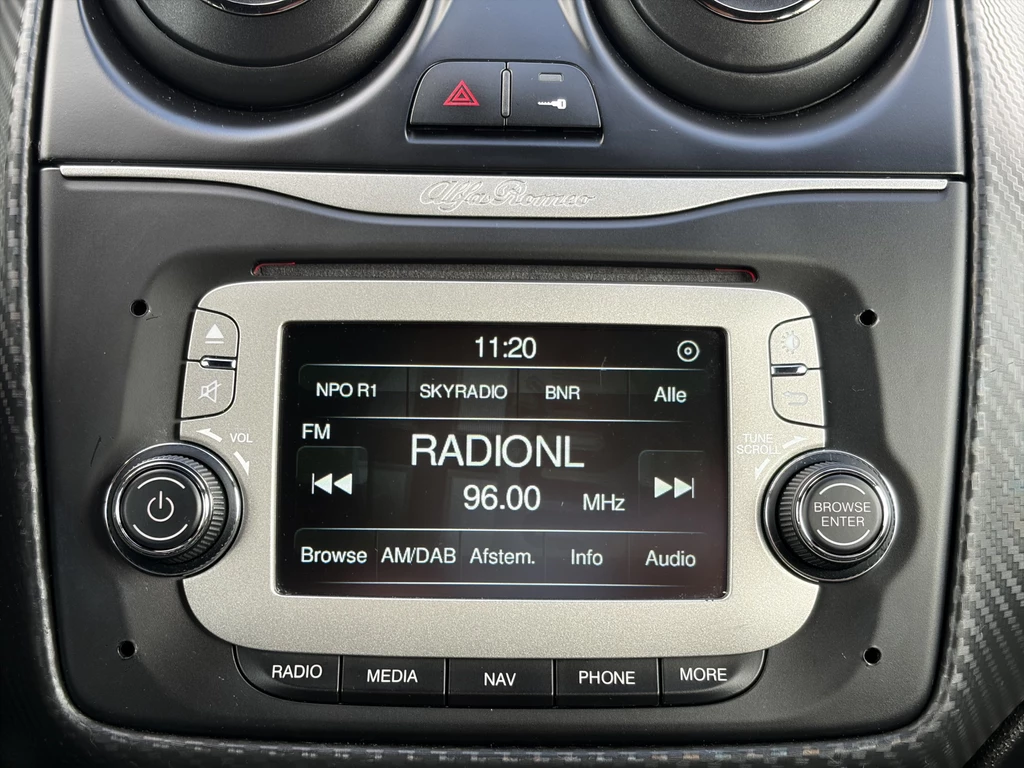 Alfa Romeo
11:20
NPO R1 SKYRADIO BNR Alle
FM
RADIONL
96.00 MHz
Browse AM/DAB Afstem. Info Audio
VOL
TUNE
SCROLL
BROWSE
ENTER
RADIO MEDIA NAV PHONE MORE